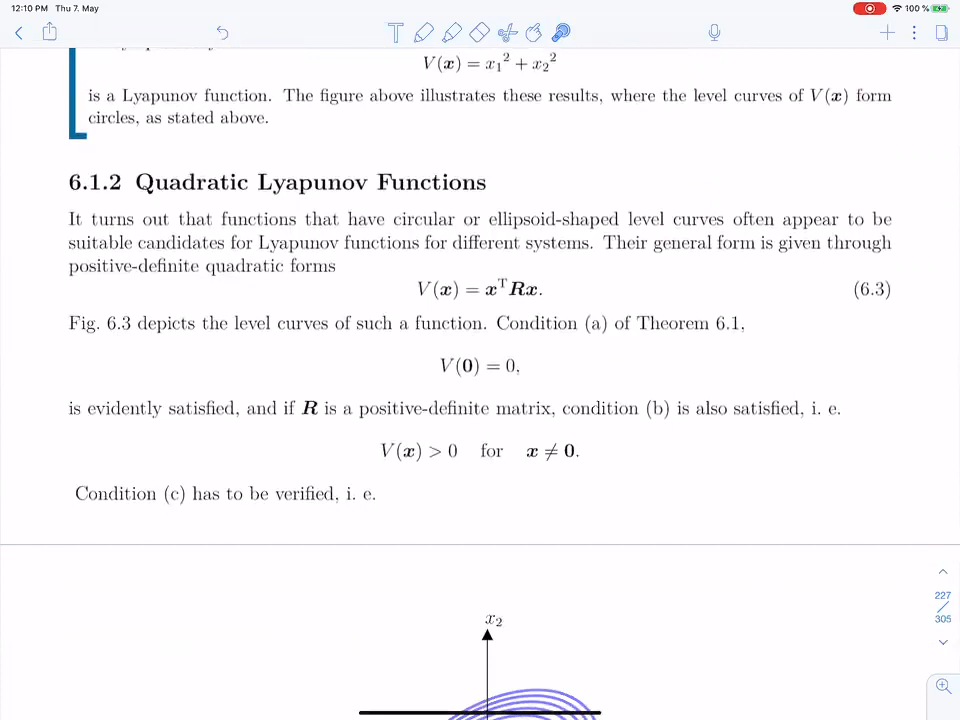 12:10 PM Thu 7. May
100 %
V(x) = x₁² + x₂²
is a Lyapunov function. The figure above illustrates these results, where the level curves of V(x) form
circles, as stated above.
6.1.2 Quadratic Lyapunov Functions
It turns out that functions that have circular or ellipsoid-shaped level curves often appear to be
suitable candidates for Lyapunov functions for different systems. Their general form is given through
positive-definite quadratic forms
V(x) = xᵀRx. (6.3)
Fig. 6.3 depicts the level curves of such a function. Condition (a) of Theorem 6.1,
V(0) = 0,
is evidently satisfied, and if R is a positive-definite matrix, condition (b) is also satisfied, i. e.
V(x) > 0 for x ≠ 0.
Condition (c) has to be verified, i. e.
227
/
305
x₂